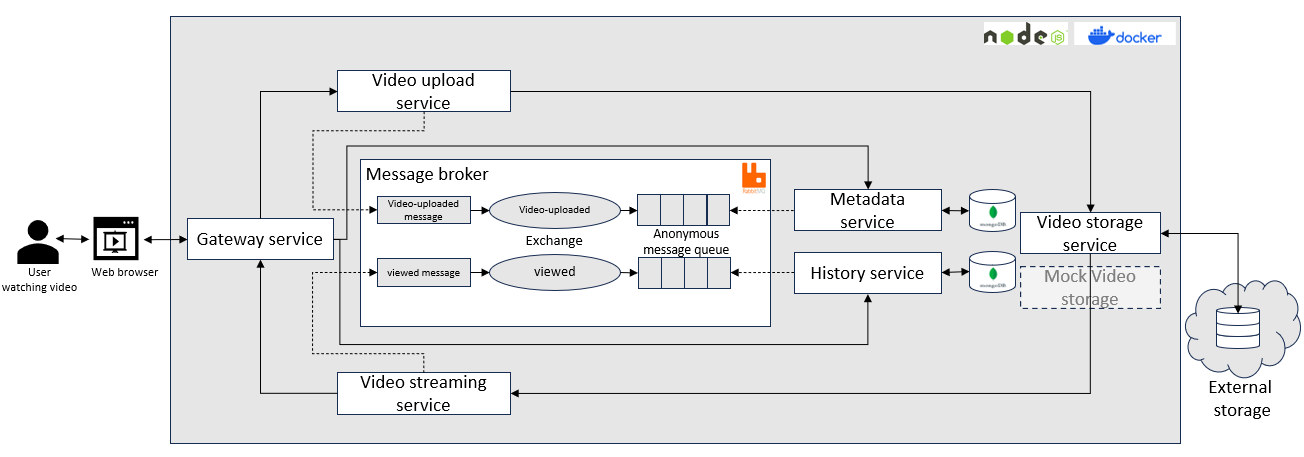 node
JS
docker
Video upload
service
Message broker
RabbitMQ
Video-uploaded
message
Video-uploaded
Exchange
Anonymous
message queue
viewed message
viewed
Metadata
service
mongoDB
History service
mongoDB
Video storage
service
Mock Video
storage
Gateway service
User
watching video
Web browser
Video streaming
service
External
storage